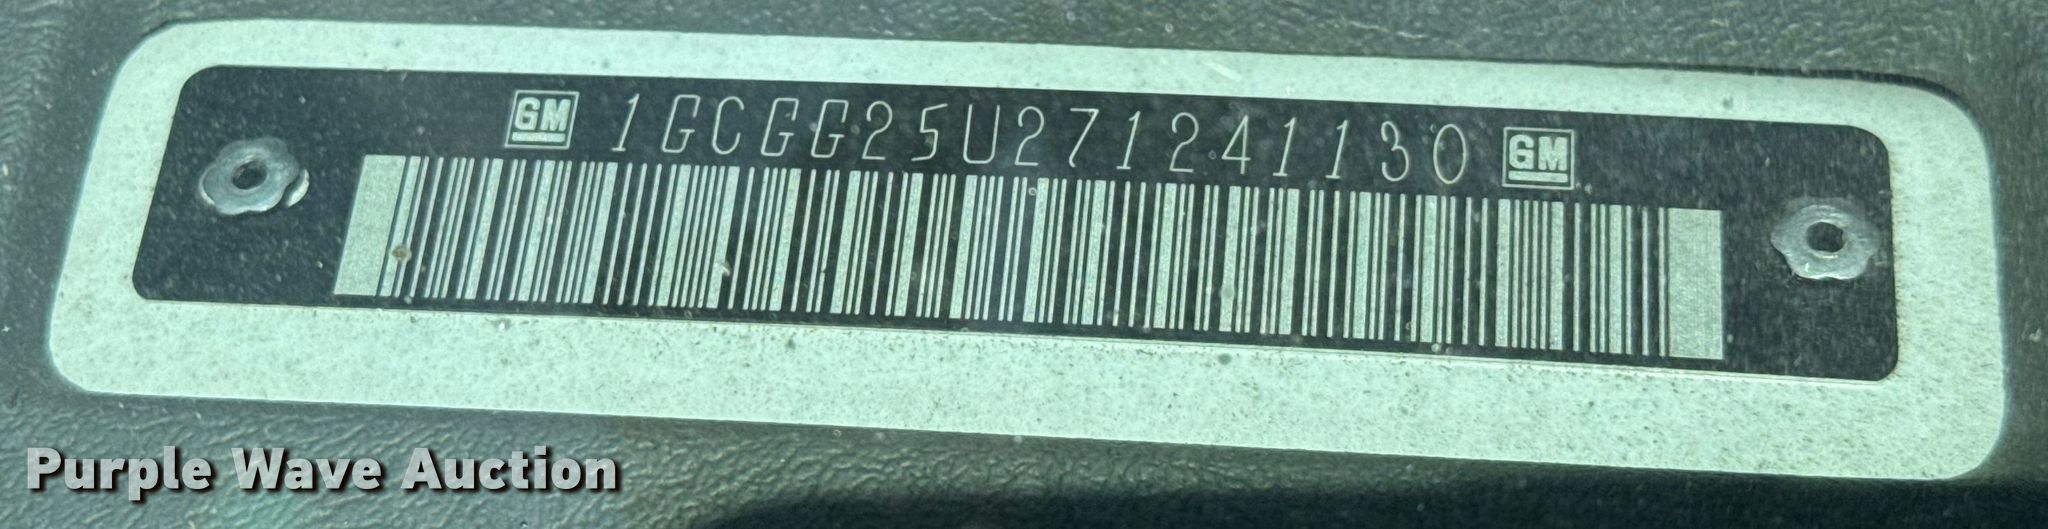 GM 1GCGG25U271241130 GM
Purple Wave Auction